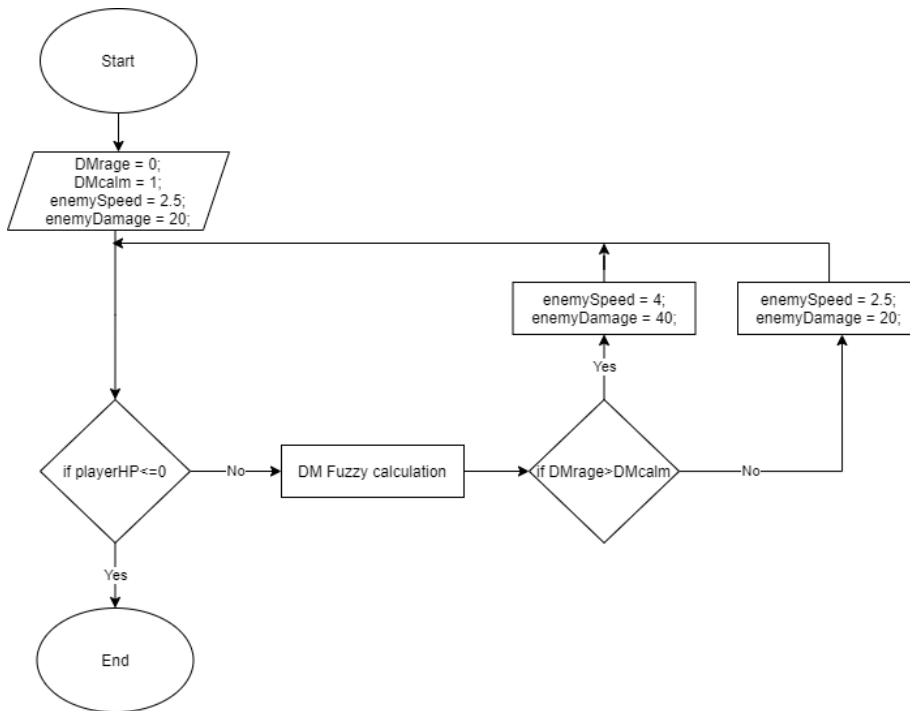 Start
DMrage = 0;
DMcalm = 1;
enemySpeed = 2.5;
enemyDamage = 20;
enemySpeed = 4;
enemyDamage = 40;
enemySpeed = 2.5;
enemyDamage = 20;
Yes
if playerHP<=0
No
DM Fuzzy calculation
if DMrage>DMcalm
No
Yes
End